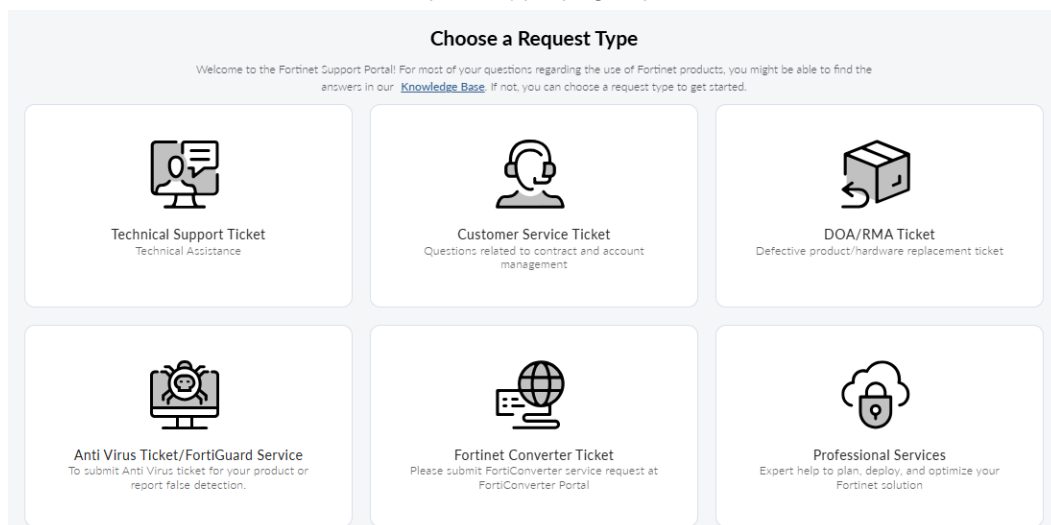 Choose a Request Type
Welcome to the Fortinet Support Portal! For most of your questions regarding the use of Fortinet products, you might be able to find the
answers in our Knowledge Base. If not, you can choose a request type to get started.
Technical Support Ticket
Technical Assistance
Customer Service Ticket
Questions related to contract and account
management
DOA/RMA Ticket
Defective product/hardware replacement ticket
Anti Virus Ticket/FortiGuard Service
To submit Anti Virus ticket for your product or
report false detection.
Fortinet Converter Ticket
Please submit FortiConverter service request at
FortiConverter Portal
Professional Services
Expert help to plan, deploy, and optimize your
Fortinet solution